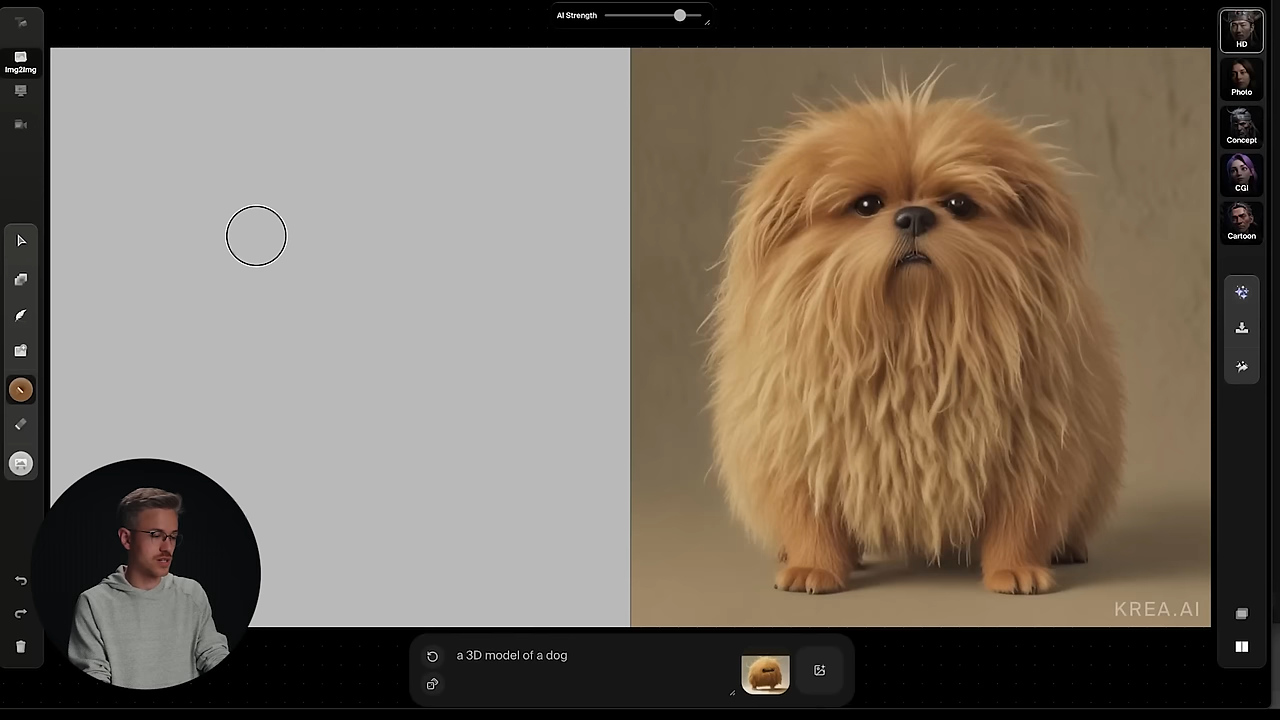 AI Strength
Img2Img
HD
Photo
Concept
CGI
Cartoon
KREA.AI
a 3D model of a dog